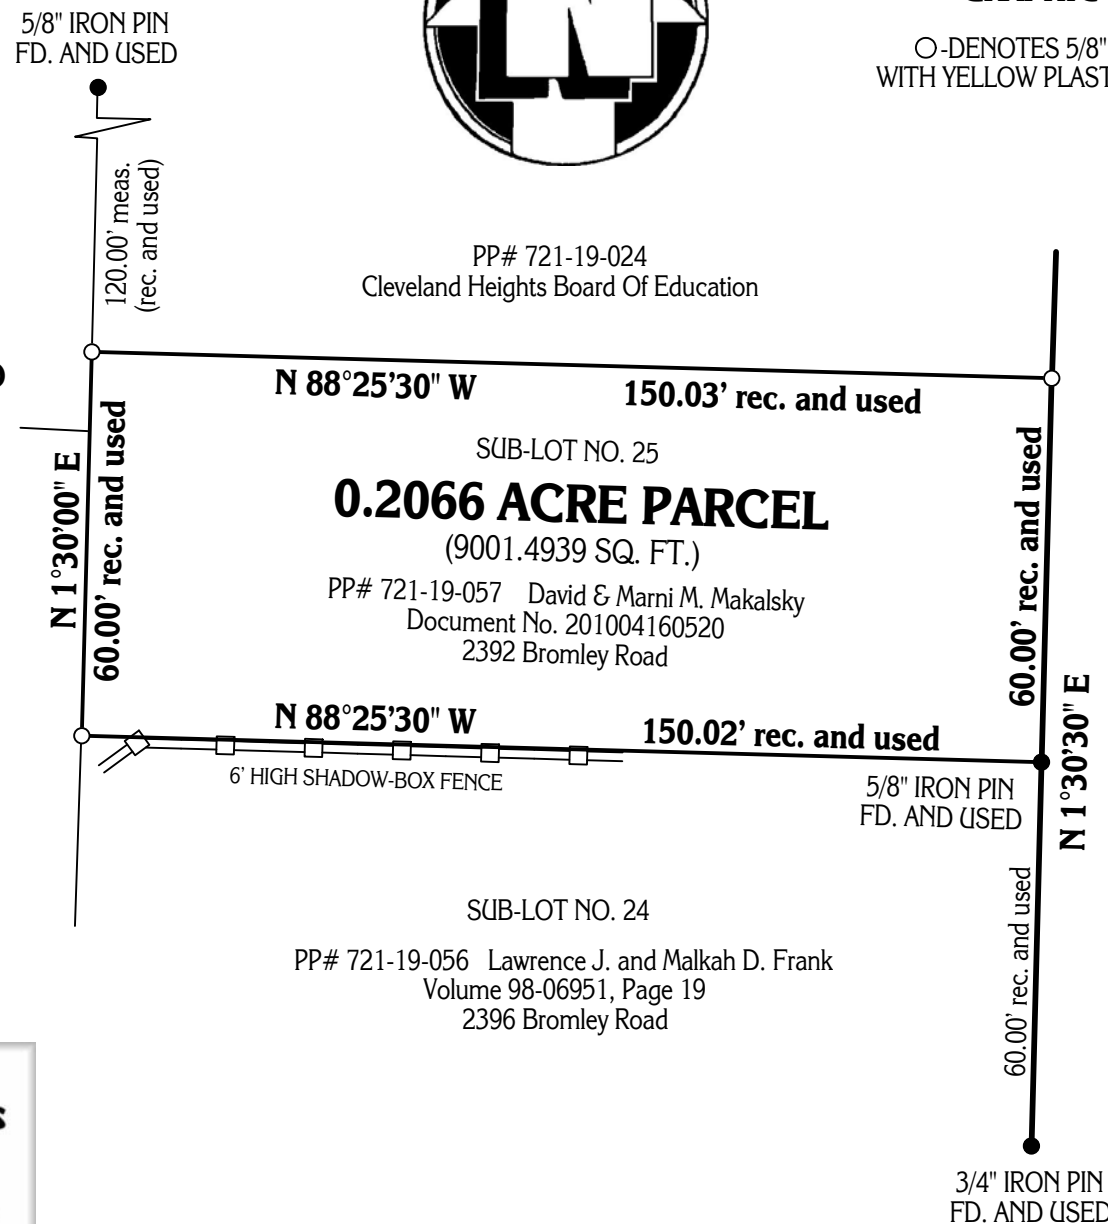 5/8" IRON PIN
FD. AND USED
N
O-DENOTES 5/8"
WITH YELLOW
120.00' meas.
(rec. and used)
PP# 721-19-024
Cleveland Heights Board Of Education
N 88°25'30" W 150.03' rec. and used
N 1°30'00" E
60.00' rec. and used
SUB-LOT NO. 25
0.2066 ACRE PARCEL
(9001.4939 SQ. FT.)
PP# 721-19-057 David & Marni M. Makalsky
Document No. 201004160520
2392 Bromley Road
60.00' rec. and used
N 1°30'30" E
N 88°25'30" W 150.02' rec. and used
6' HIGH SHADOW-BOX FENCE
5/8" IRON PIN
FD. AND USED
SUB-LOT NO. 24
PP# 721-19-056 Lawrence J. and Malkah D. Frank
Volume 98-06951, Page 19
2396 Bromley Road
60.00' rec. and used
3/4" IRON PIN
FD. AND USED